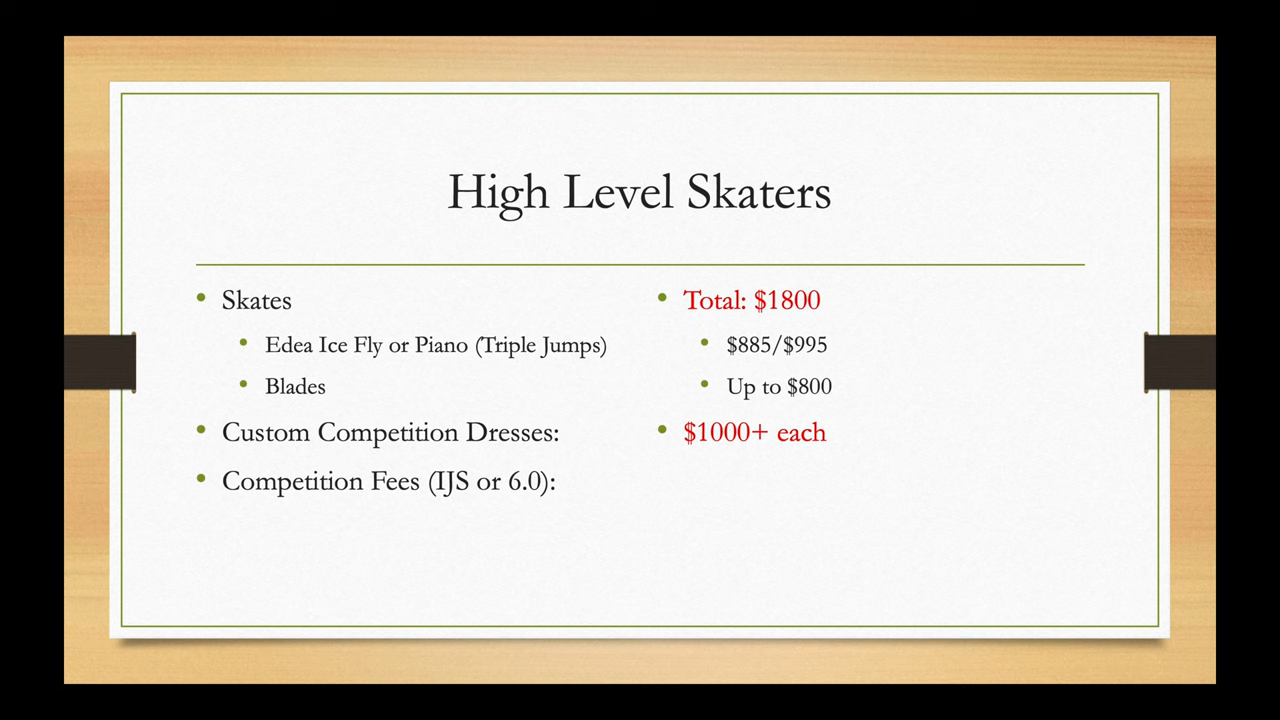 High Level Skaters
• Skates
• Edea Ice Fly or Piano (Triple Jumps)
• Blades
• Custom Competition Dresses:
• Competition Fees (IJS or 6.0):
• Total: $1800
• $885/$995
• Up to $800
• $1000+ each